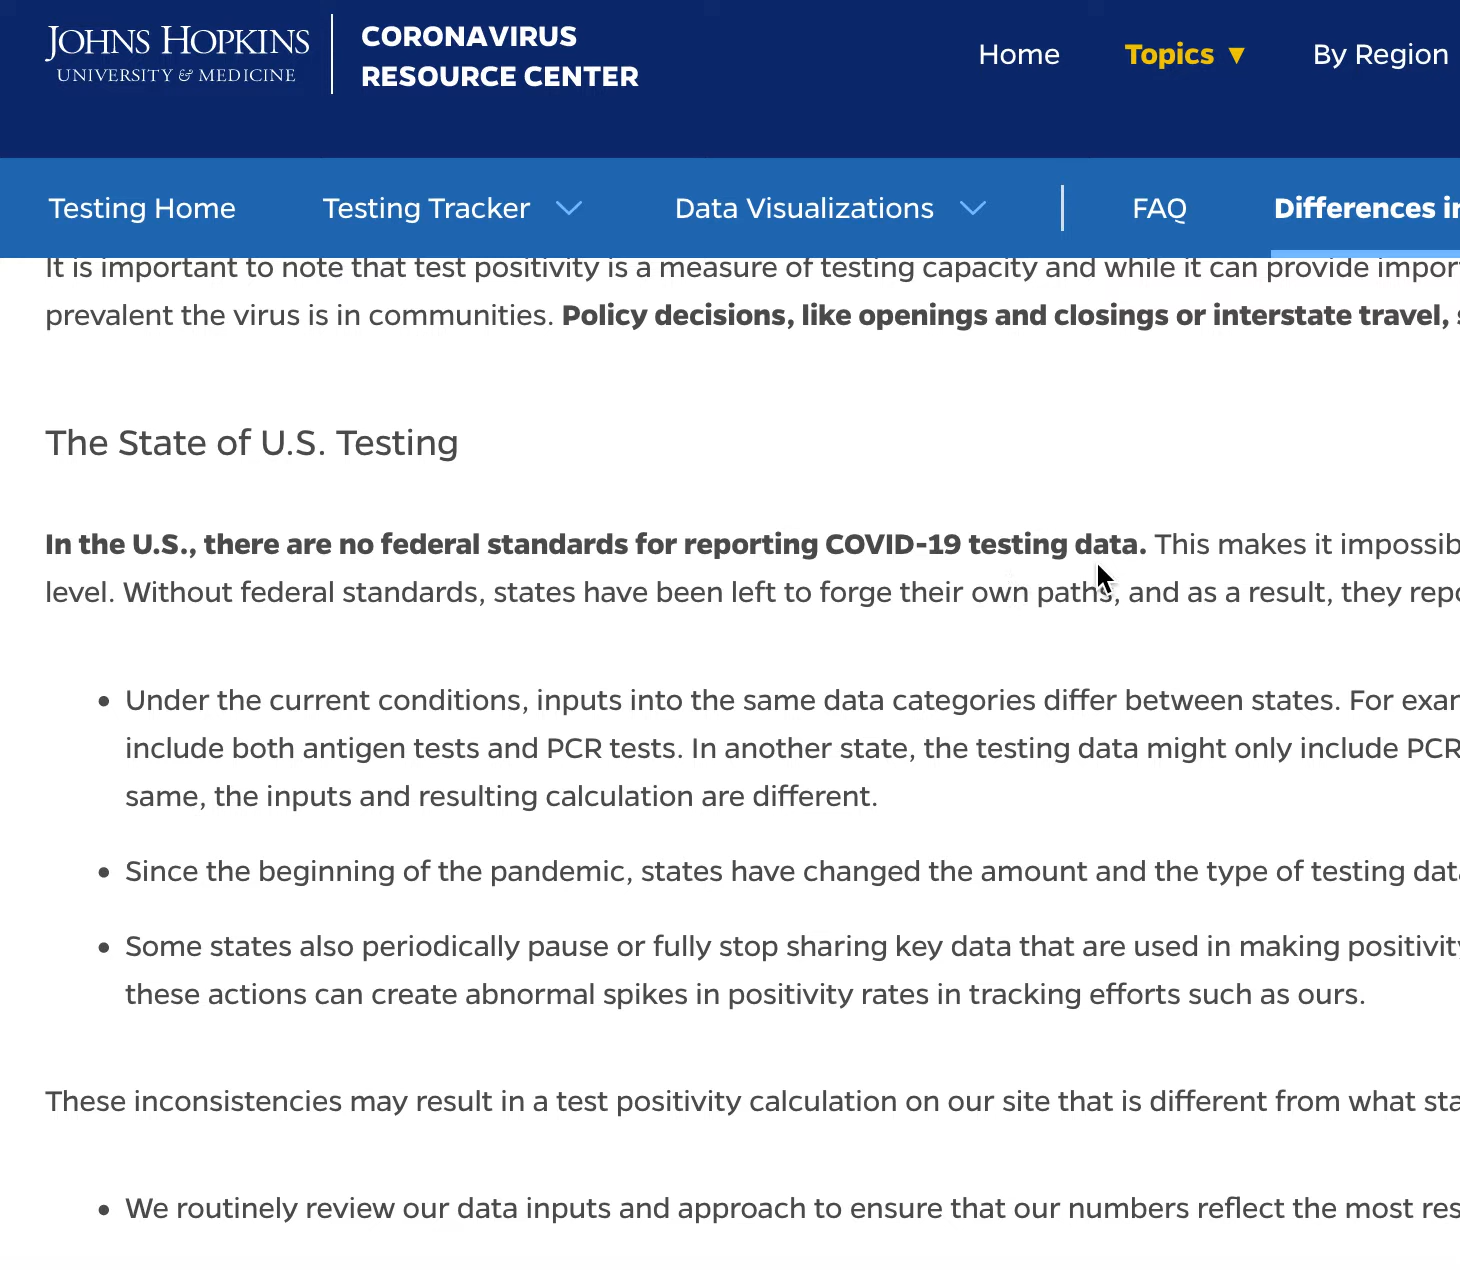 JOHNS HOPKINS
UNIVERSITY & MEDICINE
CORONAVIRUS
RESOURCE CENTER
Home
Topics ▼
By Region
Testing Home
Testing Tracker
Data Visualizations
FAQ
Differences
It is important to note that test positivity is a measure of testing capacity and while it can provide
prevalent the virus is in communities. Policy decisions, like openings and closings or interstate travel,
The State of U.S. Testing
In the U.S., there are no federal standards for reporting COVID-19 testing data. This makes it
level. Without federal standards, states have been left to forge their own paths, and as a result, they
• Under the current conditions, inputs into the same data categories differ between states. For
include both antigen tests and PCR tests. In another state, the testing data might only include PCR
same, the inputs and resulting calculation are different.
• Since the beginning of the pandemic, states have changed the amount and the type of testing
• Some states also periodically pause or fully stop sharing key data that are used in making
these actions can create abnormal spikes in positivity rates in tracking efforts such as ours.
These inconsistencies may result in a test positivity calculation on our site that is different from what
• We routinely review our data inputs and approach to ensure that our numbers reflect the most